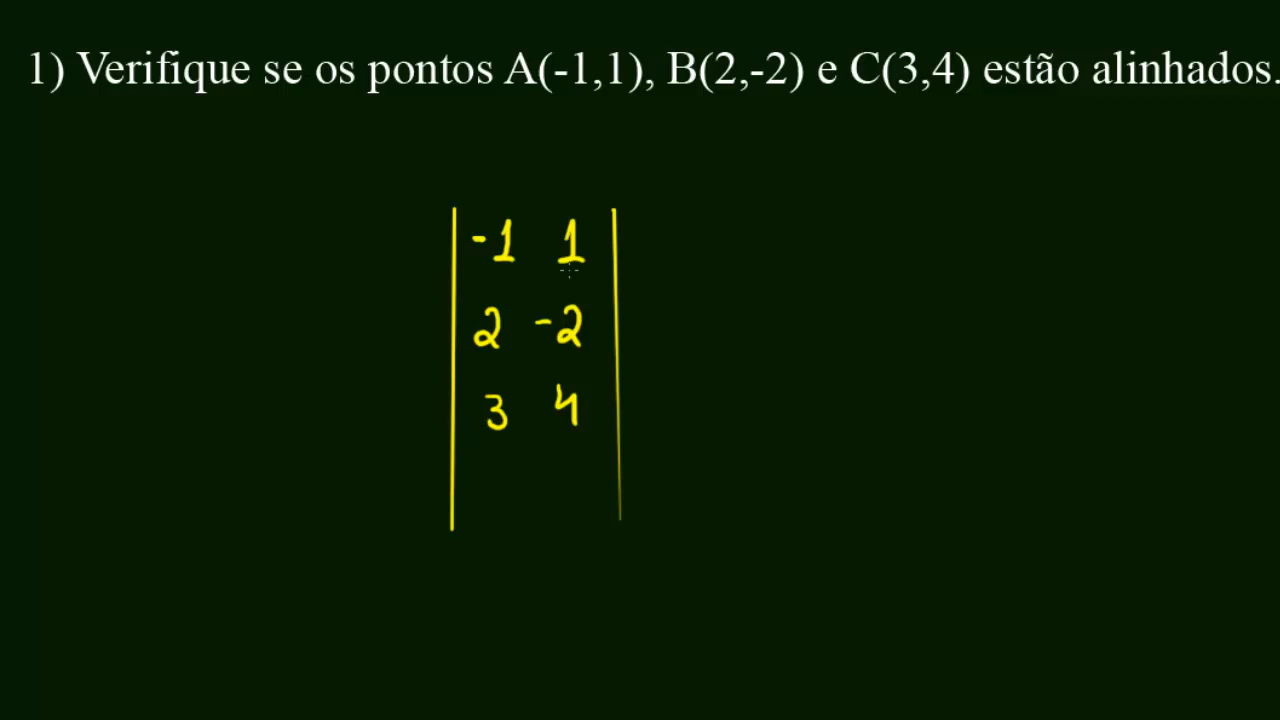 1) Verifique se os pontos A(-1,1), B(2,-2) e C(3,4) estão alinhados.
-1 1
2 -2
3 4